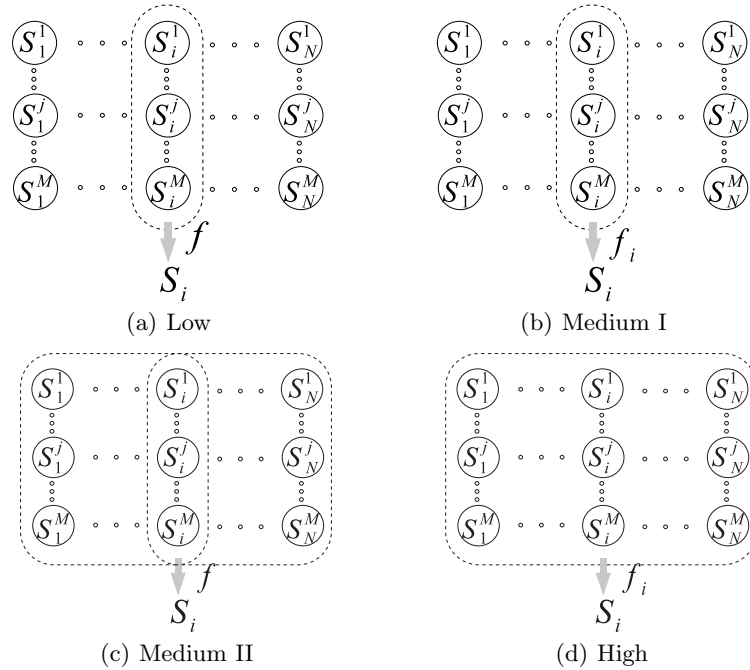 S_1^1 S_i^1 S_N^1
S_1^j S_i^j S_N^j
S_1^M S_i^M S_N^M
f
S_i
(a) Low
S_1^1 S_i^1 S_N^1
S_1^j S_i^j S_N^j
S_1^M S_i^M S_N^M
f_i
S_i
(b) Medium I
S_1^1 S_i^1 S_N^1
S_1^j S_i^j S_N^j
S_1^M S_i^M S_N^M
f
S_i
(c) Medium II
S_1^1 S_i^1 S_N^1
S_1^j S_i^j S_N^j
S_1^M S_i^M S_N^M
f_i
S_i
(d) High